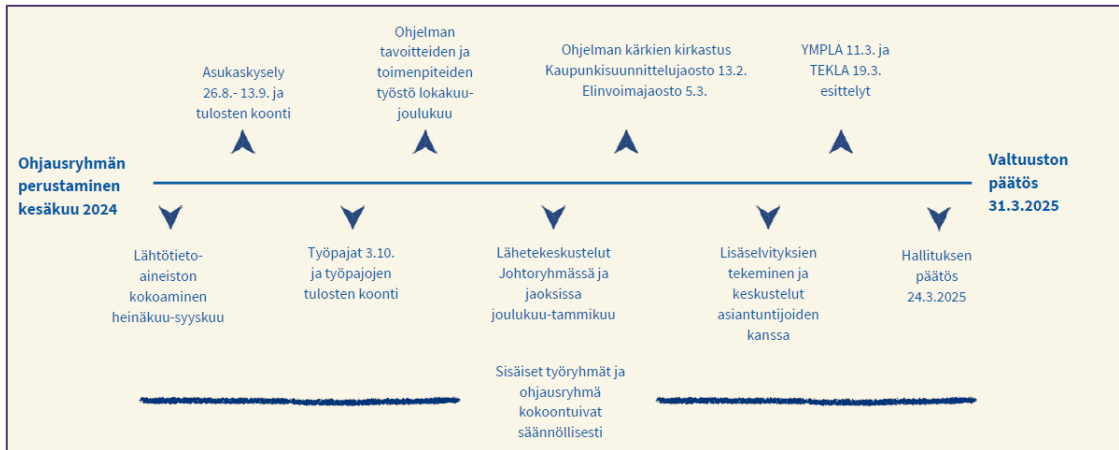 Ohjausryhmän
perustaminen
kesäkuu 2024
Asukaskysely
26.8.- 13.9. ja
tulosten koonti
Ohjelman
tavoitteiden ja
toimenpiteiden
työstö lokakuu-
joulukuu
Ohjelman kärkien kirkastus
Kaupunkisuunnittelujaosto 13.2.
Elinvoimajaosto 5.3.
YMPLA 11.3. ja
TEKLA 19.3.
esittelyt
Valtuuston
päätös
31.3.2025
Lähtötieto-
aineiston
kokoaminen
heinäkuu-syyskuu
Työpajat 3.10.
ja työpajojen
tulosten koonti
Lähetekeskustelut
Johtoryhmässä ja
jaoksissa
joulukuu-tammikuu
Lisäselvityksien
tekeminen ja
keskustelut
asiantuntijoiden
kanssa
Hallituksen
päätös
24.3.2025
Sisäiset työryhmät ja
ohjausryhmä
kokoontuivat
säännöllisesti